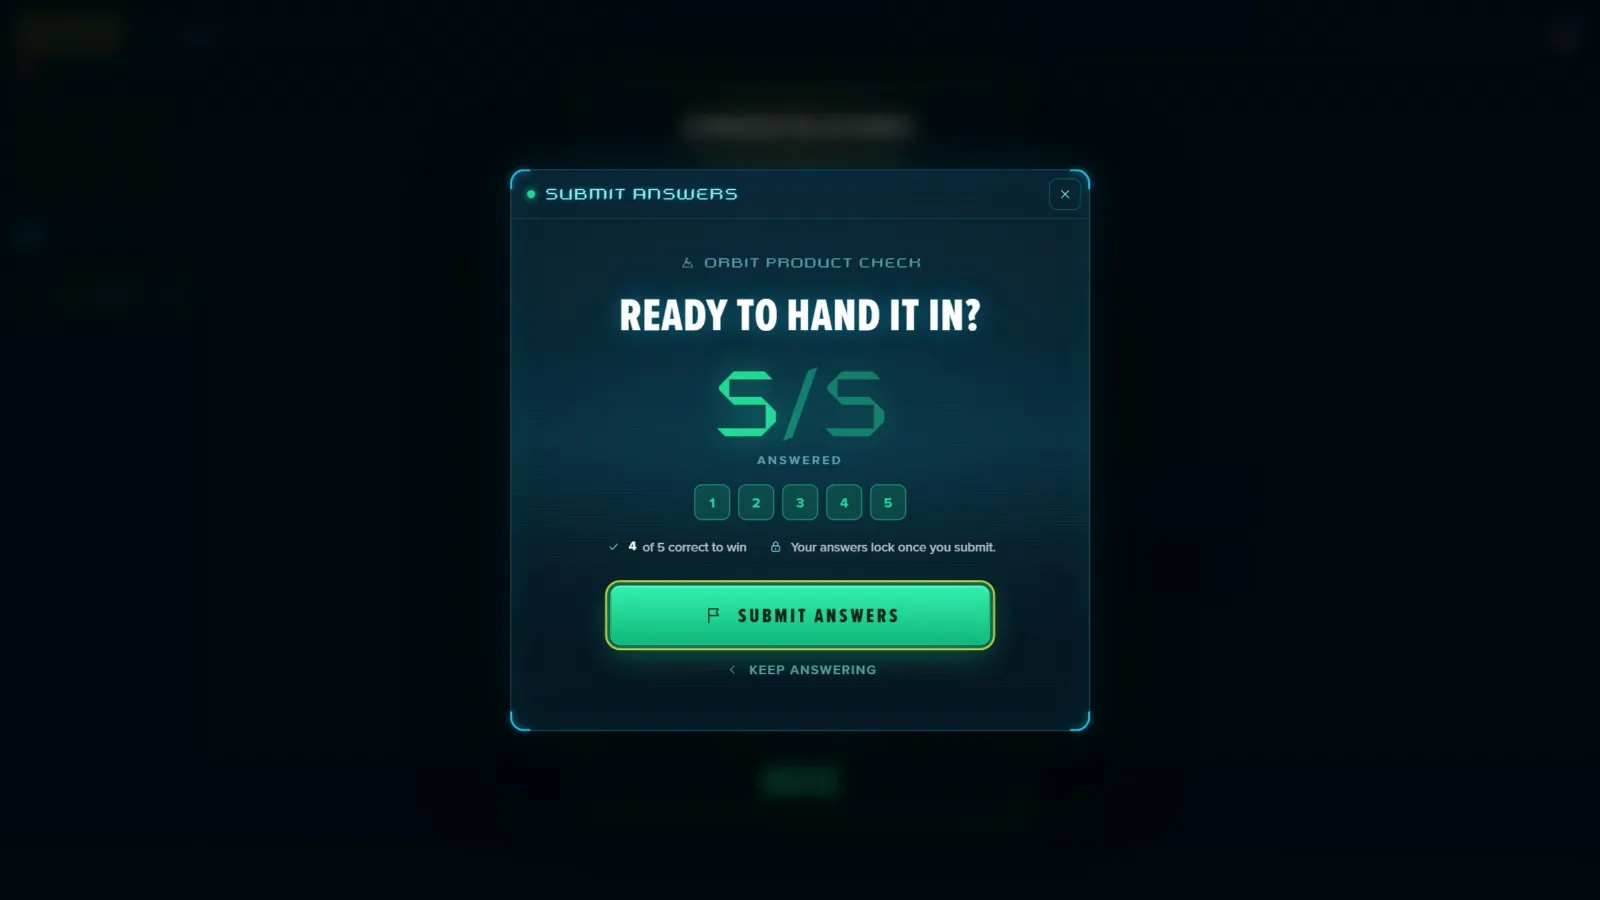 SUBMIT ANSWERS
ORBIT PRODUCT CHECK
READY TO HAND IT IN?
5/5
ANSWERED
1 2 3 4 5
4 of 5 correct to win Your answers lock once you submit.
SUBMIT ANSWERS
KEEP ANSWERING